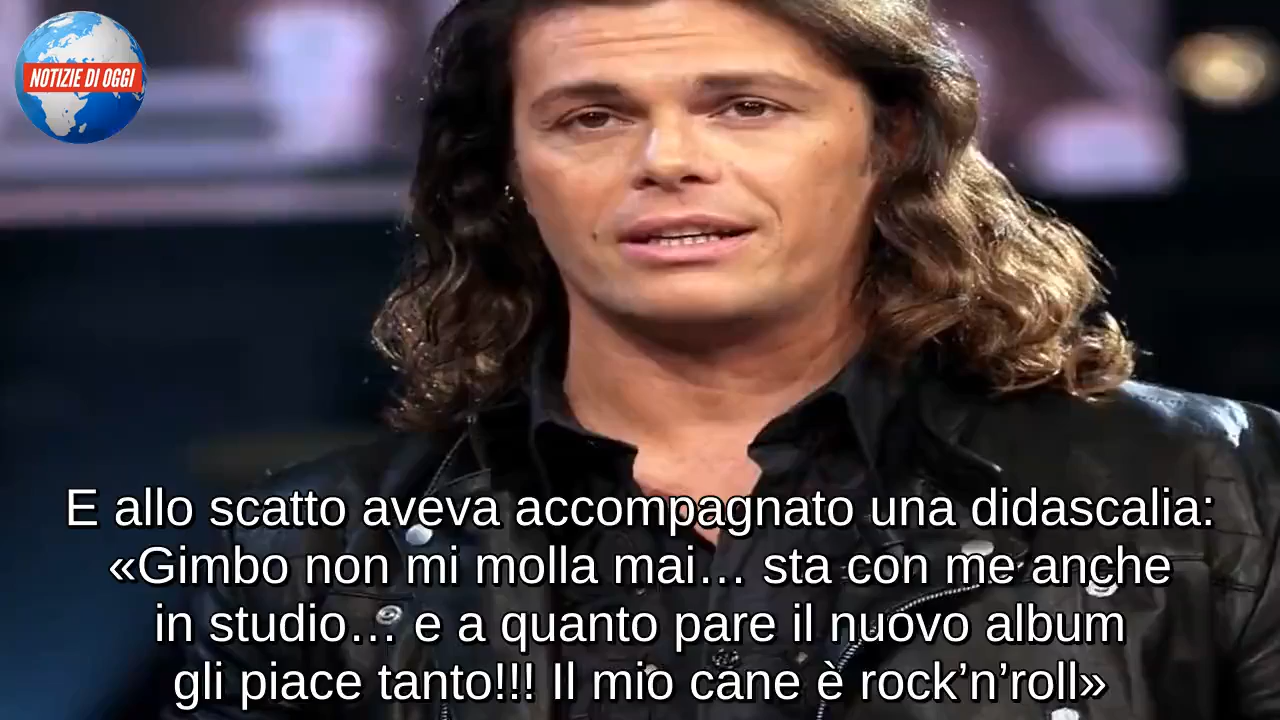 NOTIZIE DI OGGI
E allo scatto aveva accompagnato una didascalia:
«Gimbo non mi molla mai… sta con me anche
in studio… e a quanto pare il nuovo album
gli piace tanto!!! Il mio cane è rock’n’roll»